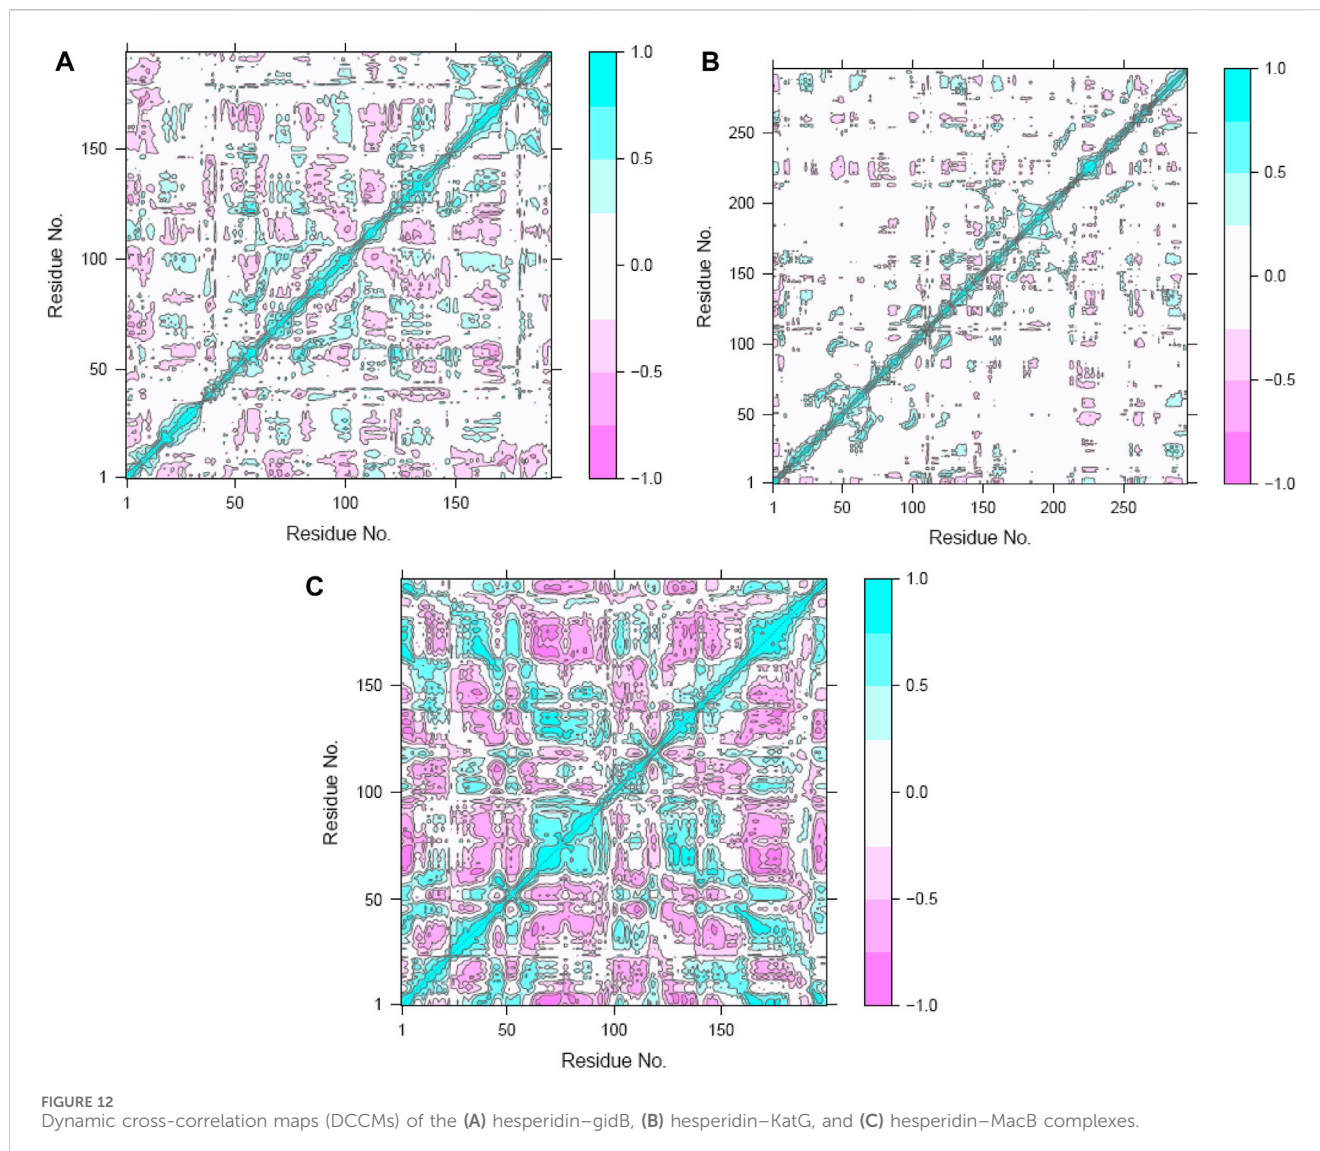 A
1.0
0.5
0.0
−0.5
−1.0
150
100
50
1
Residue No.
1 50 100 150
Residue No.
B
1.0
0.5
0.0
−0.5
−1.0
250
200
150
100
50
1
Residue No.
1 50 100 150 200 250
Residue No.
C
1.0
0.5
0.0
−0.5
−1.0
150
100
50
1
Residue No.
1 50 100 150
Residue No.
FIGURE 12
Dynamic cross-correlation maps (DCCMs) of the (A) hesperidin–gidB, (B) hesperidin–KatG, and (C) hesperidin–MacB complexes.